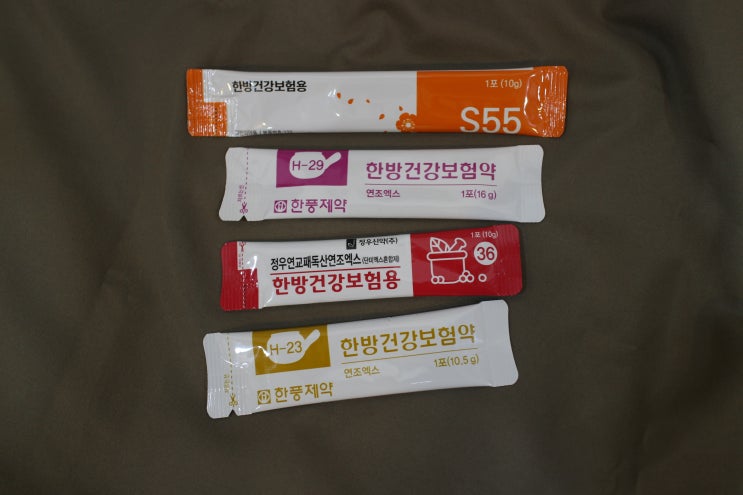 한방건강보험용
1포 (10g)
S55
H-29
한방건강보험약
연조엑스
1포(16 g)
한풍제약
정우신약(주)
1포 (10g)
정우연교패독산연조엑스(단미엑스혼합제)
36
한방건강보험용
H-23
한방건강보험약
연조엑스
1포(10.5 g)
한풍제약